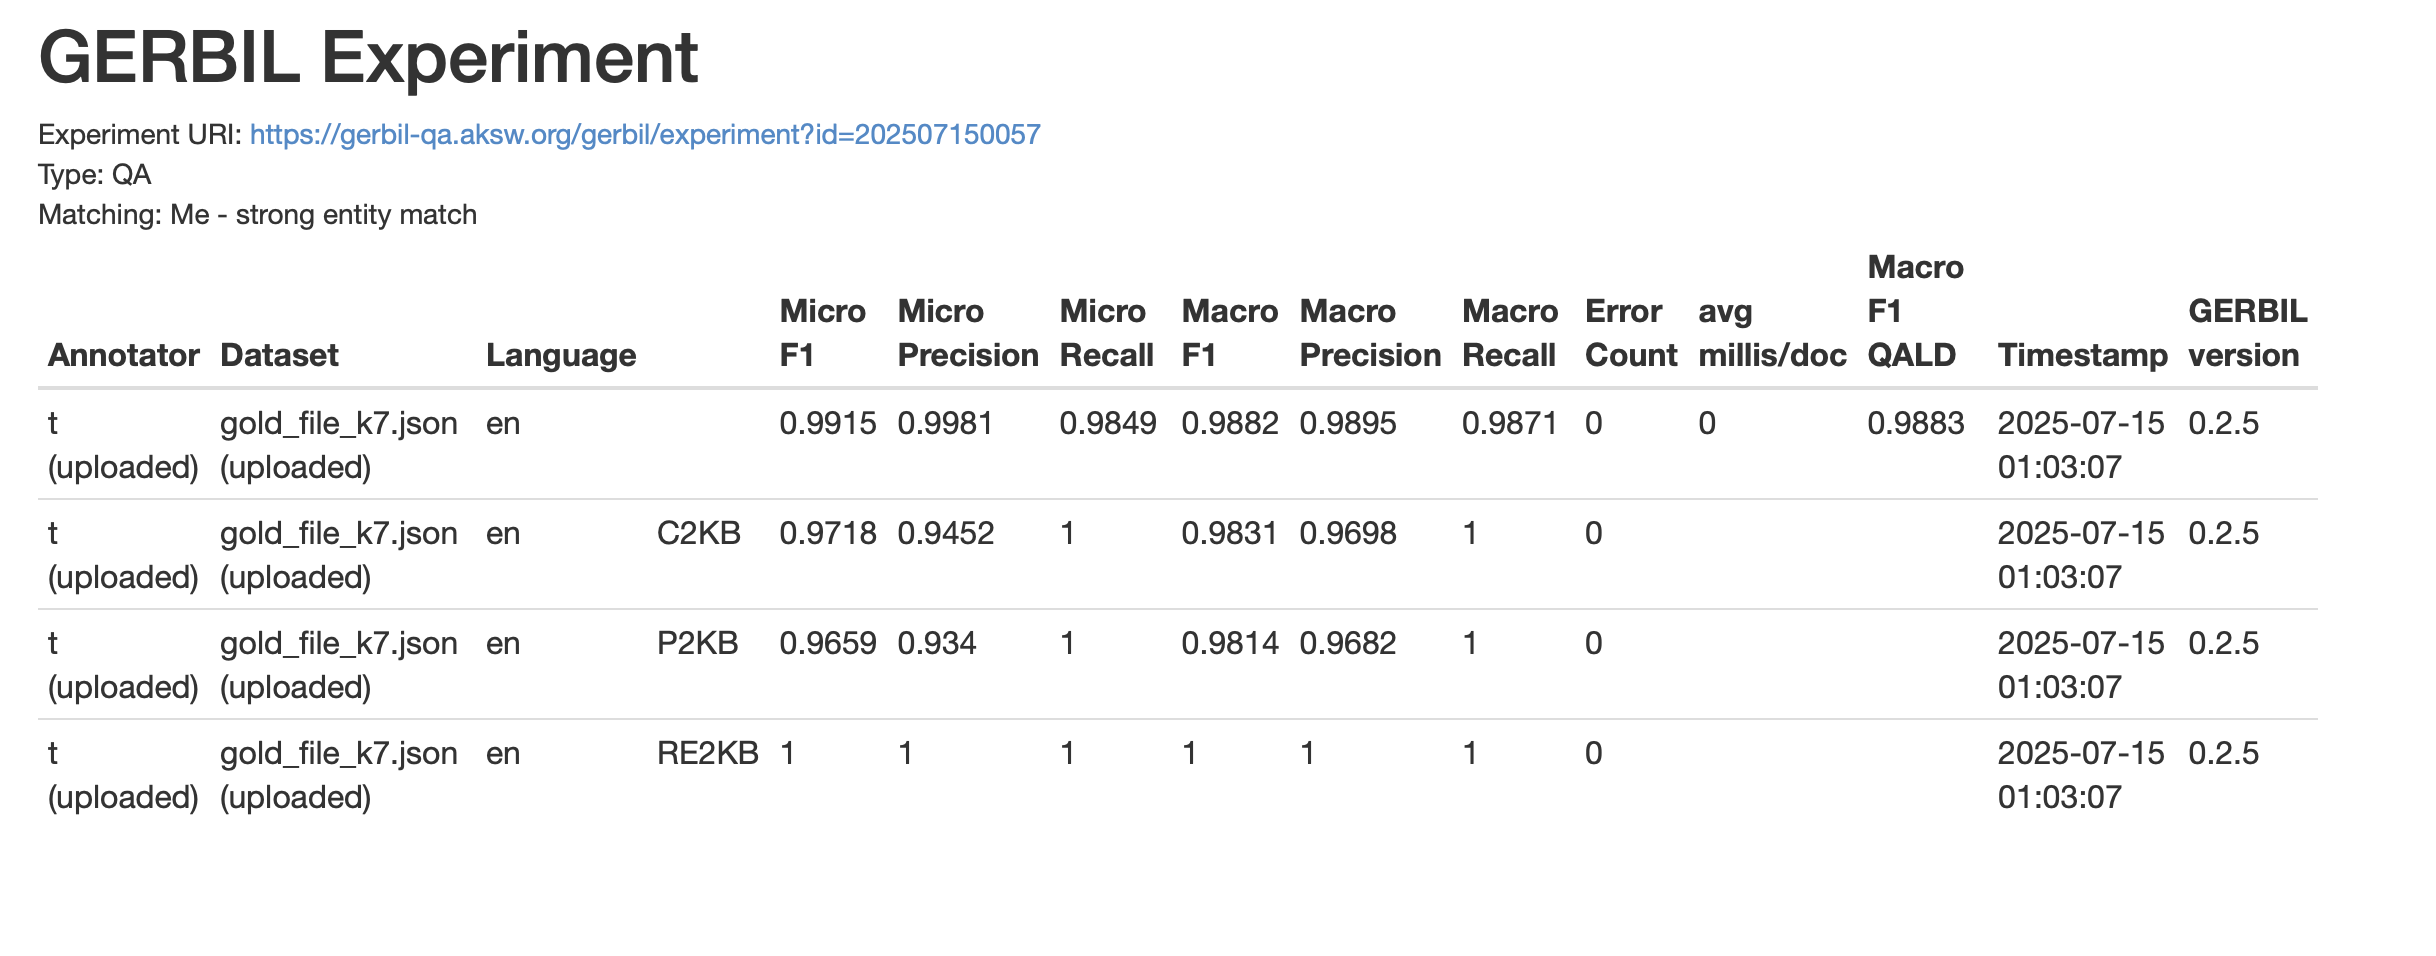 GERBIL Experiment
Experiment URI: https://gerbil-qa.aksw.org/gerbil/experiment?id=202507150057
Type: QA
Matching: Me - strong entity match
Annotator Dataset Language Micro F1 Micro Precision Micro Recall Macro F1 Macro Precision Macro Recall Error Count avg millis/doc Macro F1 QALD Timestamp GERBIL version
t gold_file_k7.json en 0.9915 0.9981 0.9849 0.9882 0.9895 0.9871 0 0 0.9883 2025-07-15 0.2.5
(uploaded) (uploaded) 01:03:07
t gold_file_k7.json en C2KB 0.9718 0.9452 1 0.9831 0.9698 1 0 2025-07-15 0.2.5
(uploaded) (uploaded) 01:03:07
t gold_file_k7.json en P2KB 0.9659 0.934 1 0.9814 0.9682 1 0 2025-07-15 0.2.5
(uploaded) (uploaded) 01:03:07
t gold_file_k7.json en RE2KB 1 1 1 1 1 1 0 2025-07-15 0.2.5
(uploaded) (uploaded) 01:03:07